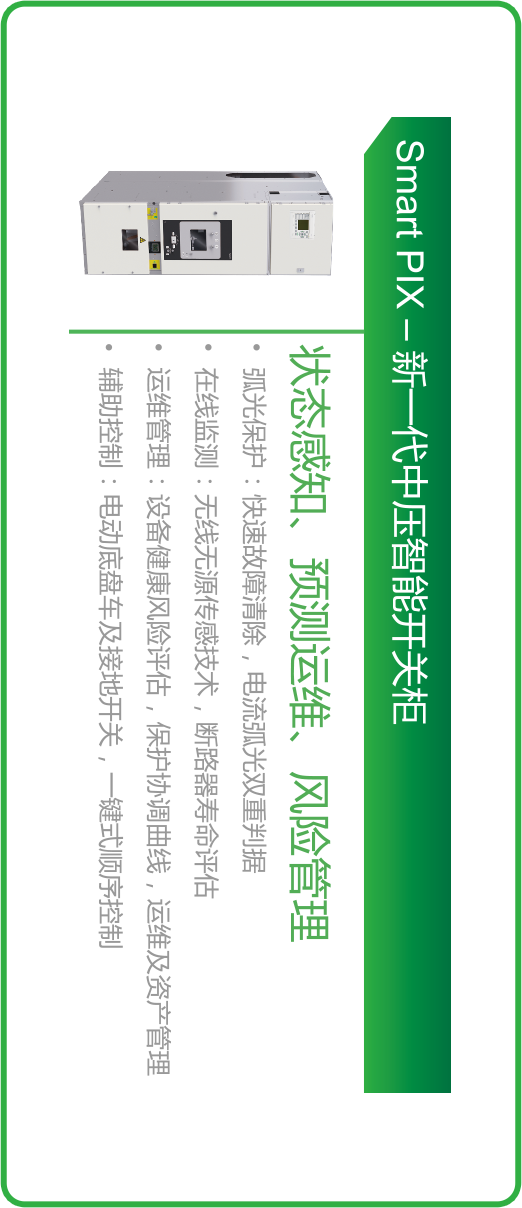 Smart PIX – 新一代中压智能开关柜
状态感知、预测运维、风险管理
• 弧光保护：快速故障清除，电流弧光双重判据
• 在线监测：无线无源传感技术，断路器寿命评估
• 运维管理：设备健康风险评估，保护协调曲线，运维及资产管理
• 辅助控制：电动底盘车及接地开关，一键式顺序控制